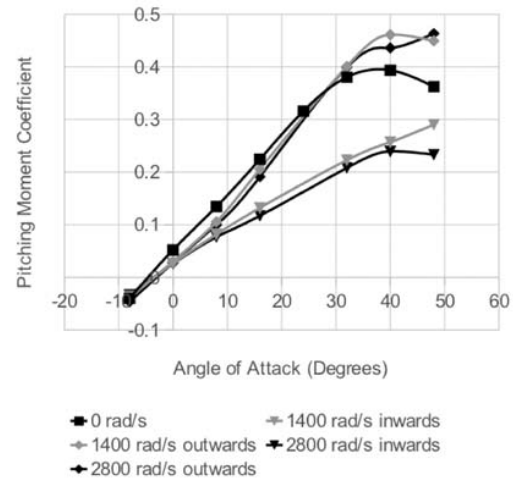 0.5
0.4
0.3
0.2
0.1
0
-0.1
-20 -10 0 10 20 30 40 50 60
Pitching Moment Coefficient
Angle of Attack (Degrees)
0 rad/s 1400 rad/s inwards
1400 rad/s outwards 2800 rad/s inwards
2800 rad/s outwards